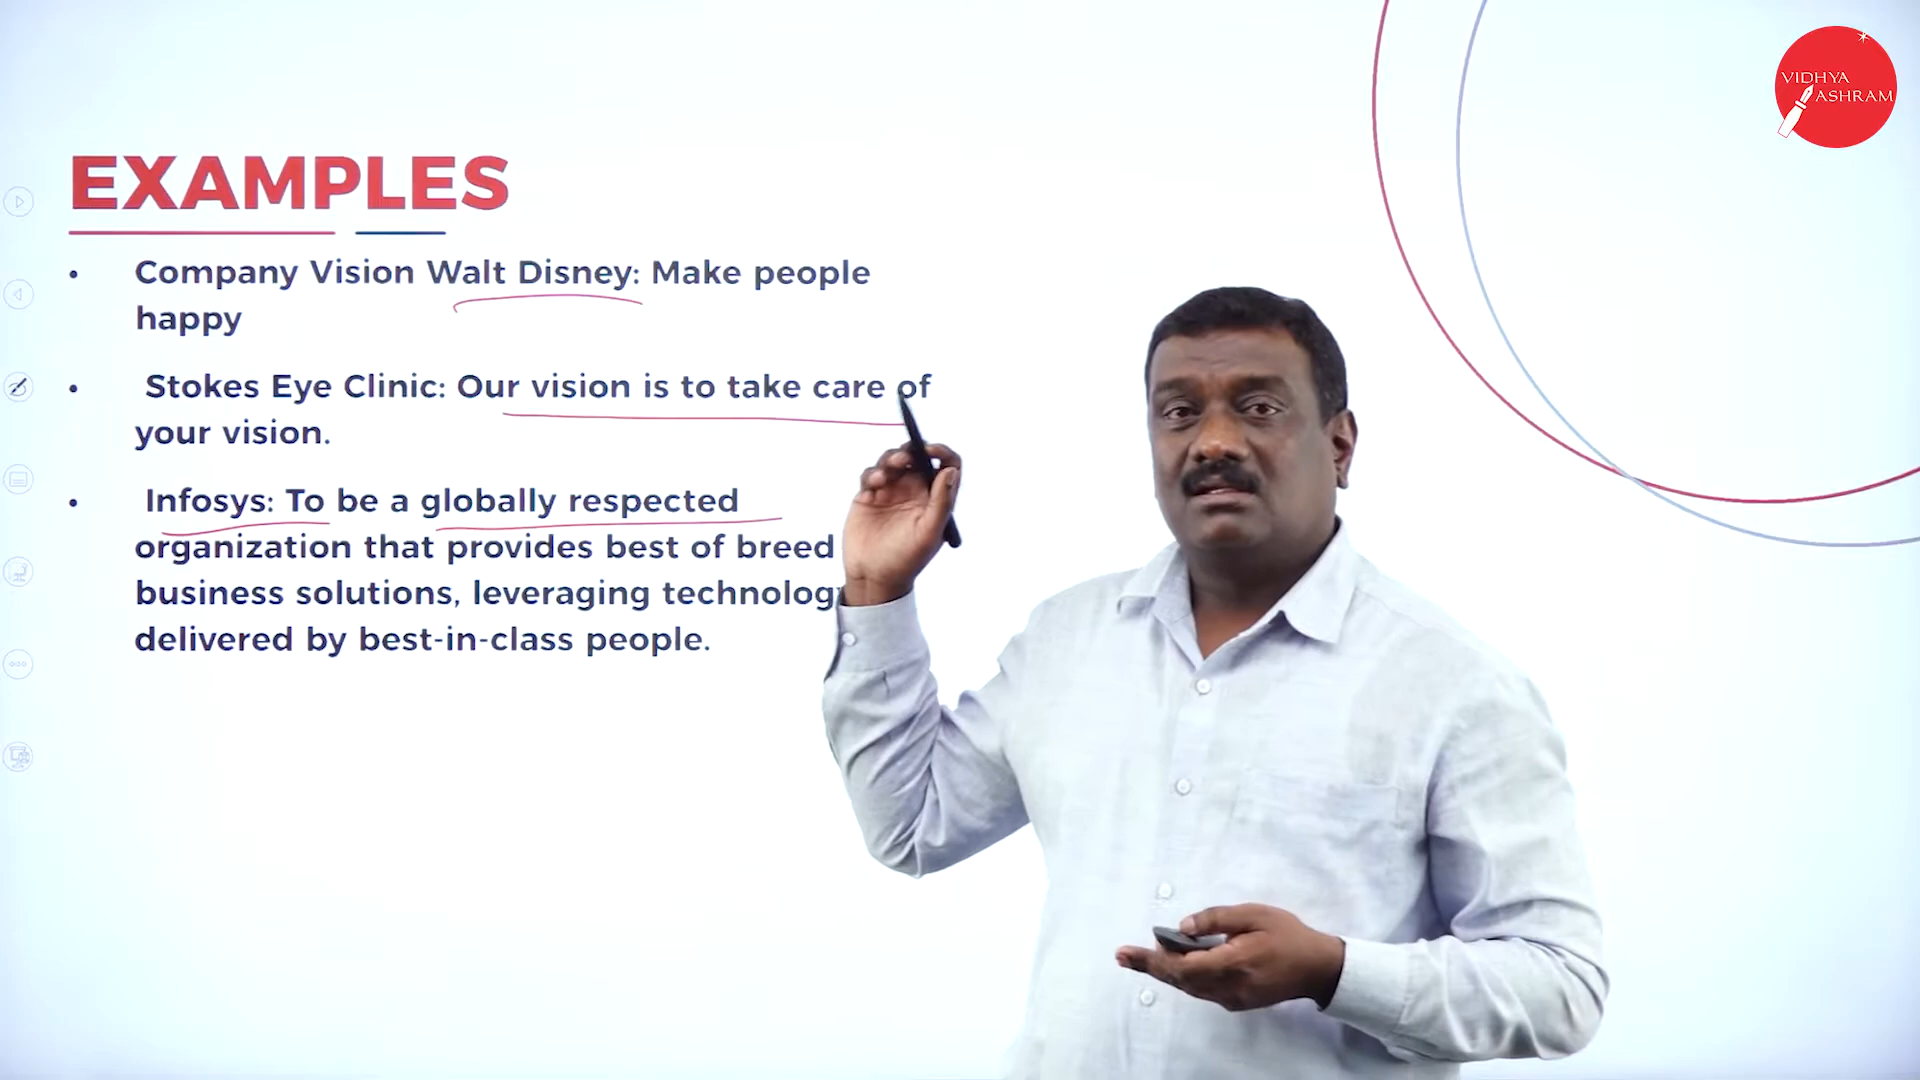 VIDHYA
ASHRAM
EXAMPLES
• Company Vision Walt Disney: Make people
happy
• Stokes Eye Clinic: Our vision is to take care of
your vision.
• Infosys: To be a globally respected
organization that provides best of breed
business solutions, leveraging technology
delivered by best-in-class people.